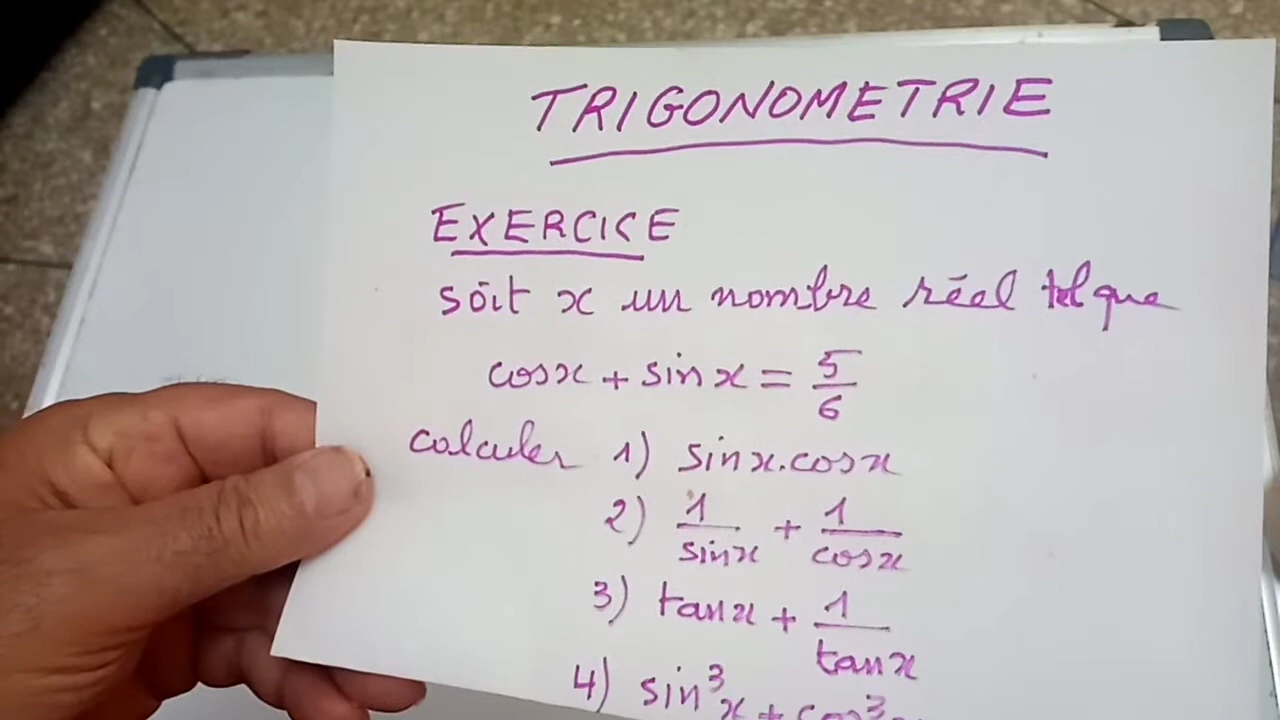 TRIGONOMETRIE
EXERCICE
soit x un nombre réel tel que
cosx + sinx = 5/6
calculer 1) sinx.cosx
2) 1/sinx + 1/cosx
3) tanx + 1/tanx
4) sin³x + cos³